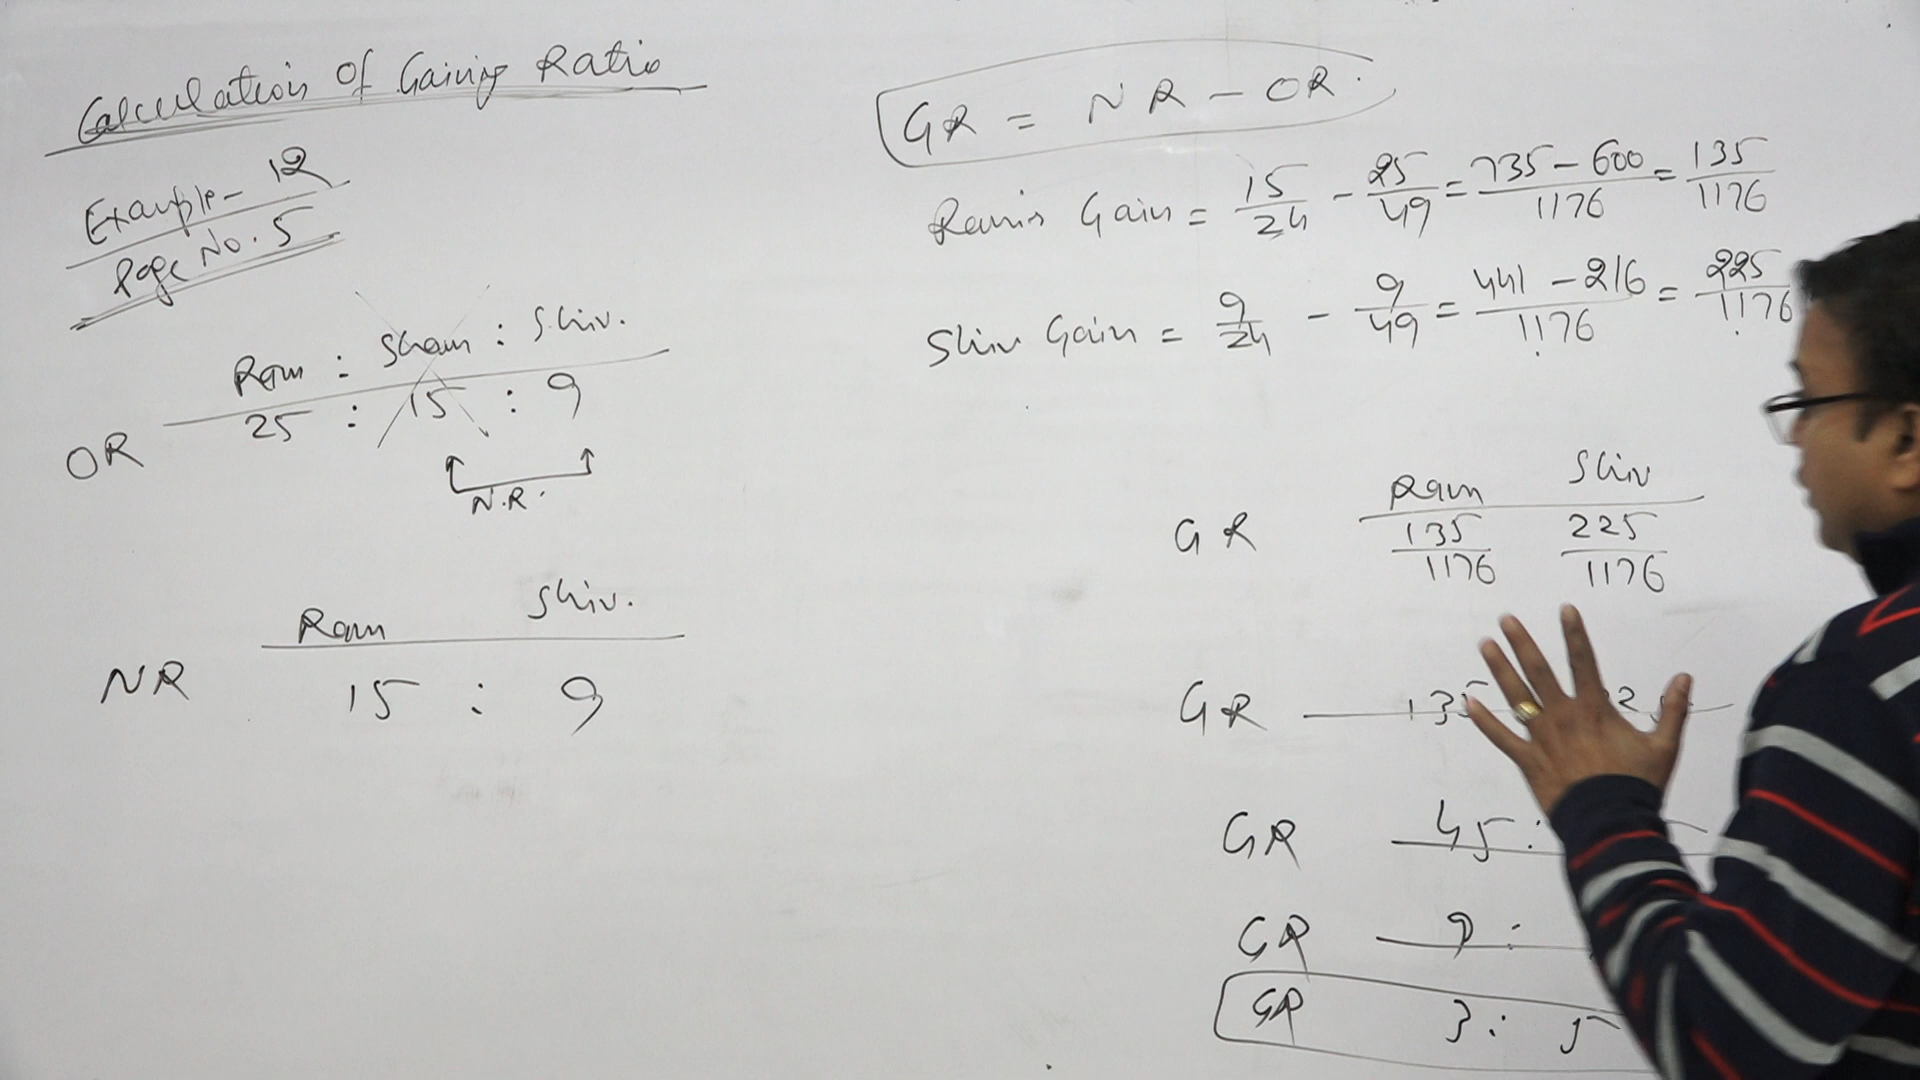 Calculation Of Gaining Ratio
Example- 12
Page No. 5
Ram : Sham : Shiv.
OR 25 : 15 : 9
N.R.
Ram Shiv.
NR 15 : 9
GR = NR - OR.
Ram's Gain = 15/24 - 25/49 = 735-600/1176 = 135/1176
Shiv Gain = 9/24 - 9/49 = 441-216/1176 = 225/1176
Ram Shiv
GR 135/1176 225/1176
GR 135
GR 45 :
GR 9 :
GR 3 : 5